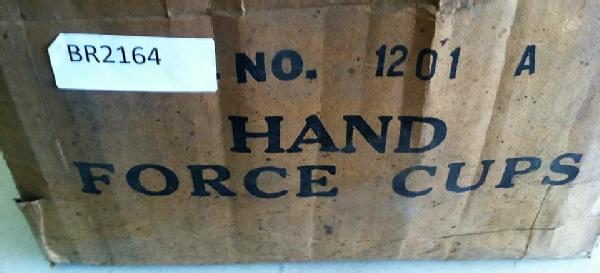 BR2164
NO. 1201 A
HAND
FORCE CUPS